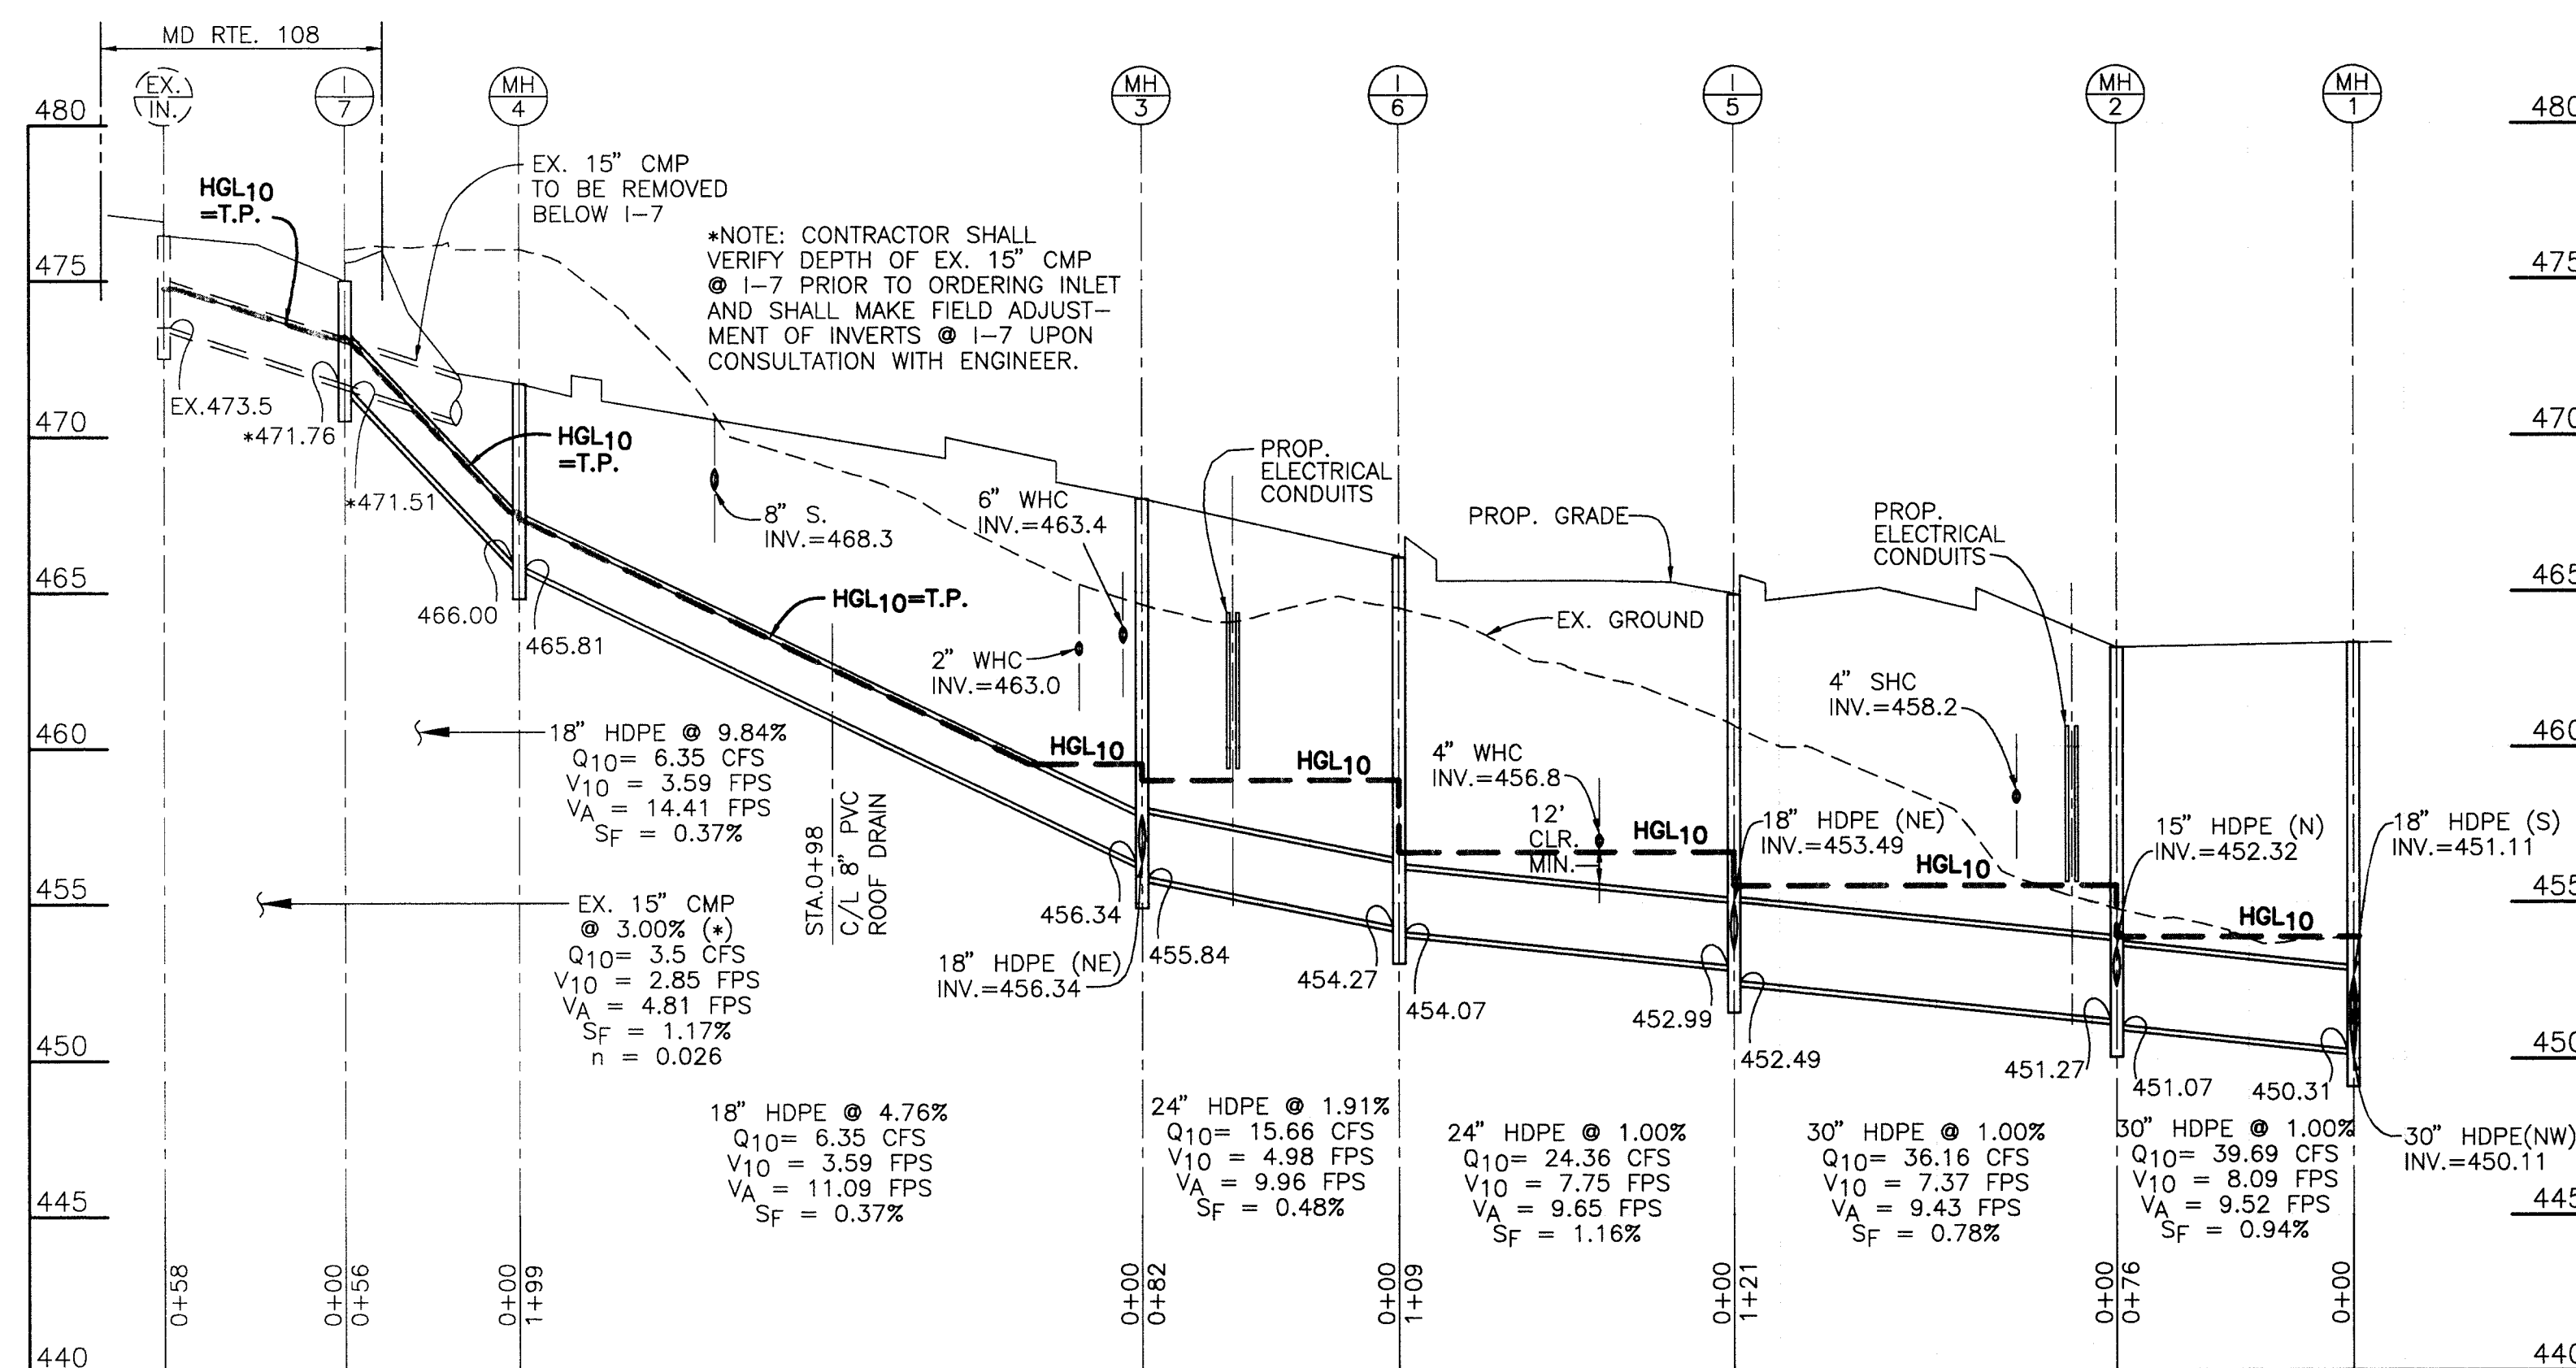 MD RTE. 108
EX.
IN.
I
7
MH
4
MH
3
I
6
I
5
MH
2
MH
1
480
475
470
465
460
455
450
445
440
480
475
470
465
460
455
450
445
440
HGL10
=T.P.
EX. 15" CMP
TO BE REMOVED
BELOW I-7
*NOTE: CONTRACTOR SHALL
VERIFY DEPTH OF EX. 15" CMP
@ I-7 PRIOR TO ORDERING INLET
AND SHALL MAKE FIELD ADJUST-
MENT OF INVERTS @ I-7 UPON
CONSULTATION WITH ENGINEER.
EX.473.5
*471.76
*471.51
HGL10
=T.P.
8" S.
INV.=468.3
6" WHC
INV.=463.4
PROP.
ELECTRICAL
CONDUITS
PROP. GRADE
PROP.
ELECTRICAL
CONDUITS
466.00
465.81
HGL10=T.P.
2" WHC
INV.=463.0
EX. GROUND
4" SHC
INV.=458.2
18" HDPE @ 9.84%
Q10= 6.35 CFS
V10 = 3.59 FPS
VA = 14.41 FPS
SF = 0.37%
STA.0+98
C/L 8" PVC
ROOF DRAIN
HGL10
HGL10
4" WHC
INV.=456.8
12'
CLR.
MIN.
HGL10
18" HDPE (NE)
INV.=453.49
HGL10
15" HDPE (N)
INV.=452.32
18" HDPE (S)
INV.=451.11
HGL10
EX. 15" CMP
@ 3.00% (*)
Q10= 3.5 CFS
V10 = 2.85 FPS
VA = 4.81 FPS
SF = 1.17%
n = 0.026
456.34
455.84
18" HDPE (NE)
INV.=456.34
454.27
454.07
452.99
452.49
451.27
451.07
450.31
18" HDPE @ 4.76%
Q10= 6.35 CFS
V10 = 3.59 FPS
VA = 11.09 FPS
SF = 0.37%
24" HDPE @ 1.91%
Q10= 15.66 CFS
V10 = 4.98 FPS
VA = 9.96 FPS
SF = 0.48%
24" HDPE @ 1.00%
Q10= 24.36 CFS
V10 = 7.75 FPS
VA = 9.65 FPS
SF = 1.16%
30" HDPE @ 1.00%
Q10= 36.16 CFS
V10 = 7.37 FPS
VA = 9.43 FPS
SF = 0.78%
30" HDPE @ 1.00%
Q10= 39.69 CFS
V10 = 8.09 FPS
VA = 9.52 FPS
SF = 0.94%
30" HDPE(NW)
INV.=450.11
0+58
0+00
0+56
0+00
1+99
0+00
0+82
0+00
1+09
0+00
1+21
0+00
0+76
0+00